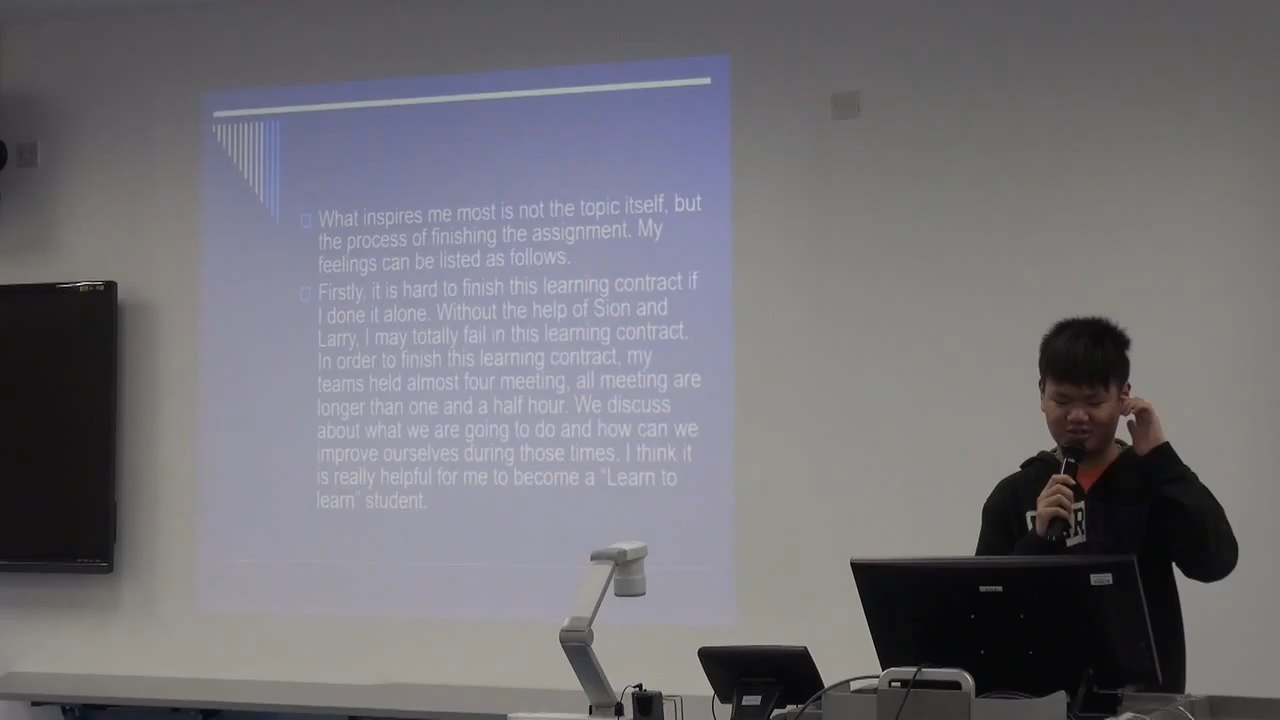 What inspires me most is not the topic itself, but
the process of finishing the assignment. My
feelings can be listed as follows.
Firstly, it is hard to finish this learning contract if
I done it alone. Without the help of Sion and
Larry, I may totally fail in this learning contract.
In order to finish this learning contract, my
teams held almost four meeting, all meeting are
longer than one and a half hour. We discuss
about what we are going to do and how can we
improve ourselves during those times. I think it
is really helpful for me to become a "Learn to
learn" student.